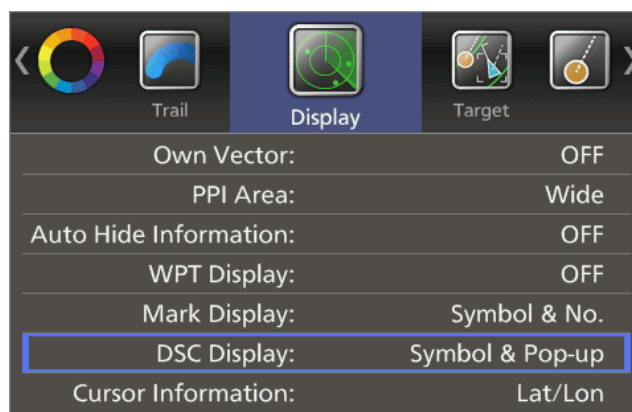 Trail
Display
Target
Own Vector: OFF
PPI Area: Wide
Auto Hide Information: OFF
WPT Display: OFF
Mark Display: Symbol & No.
DSC Display: Symbol & Pop-up
Cursor Information: Lat/Lon